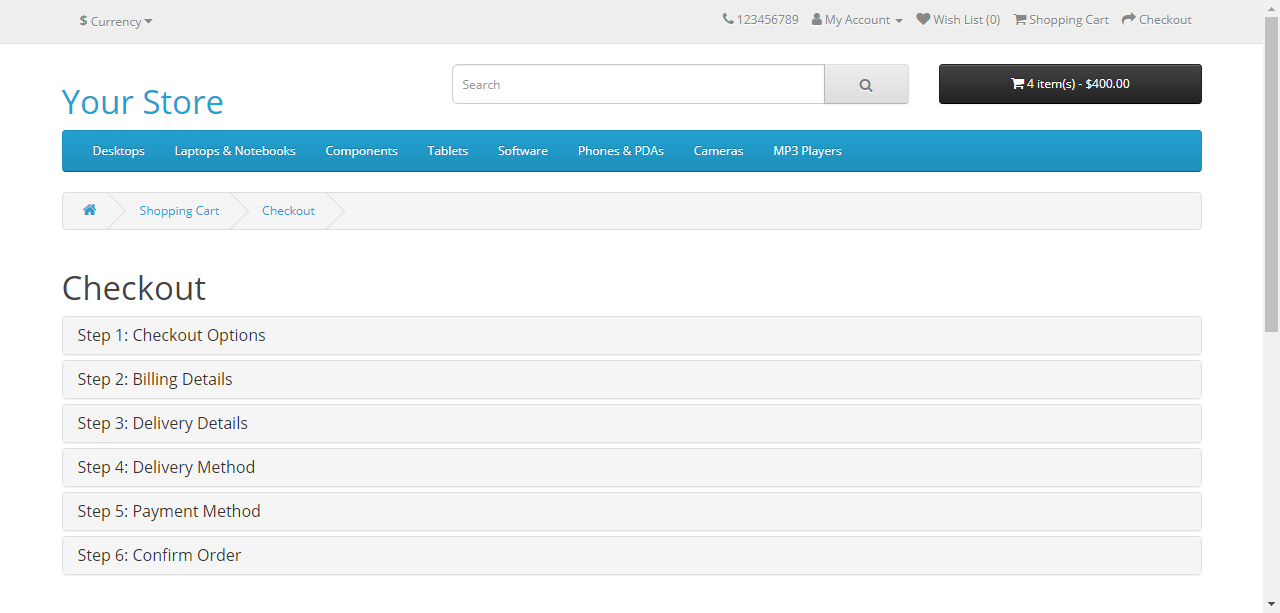 $ Currency
123456789 My Account Wish List (0) Shopping Cart Checkout
Your Store
Search
4 item(s) - $400.00
Desktops Laptops & Notebooks Components Tablets Software Phones & PDAs Cameras MP3 Players
Shopping Cart Checkout
Checkout
Step 1: Checkout Options
Step 2: Billing Details
Step 3: Delivery Details
Step 4: Delivery Method
Step 5: Payment Method
Step 6: Confirm Order